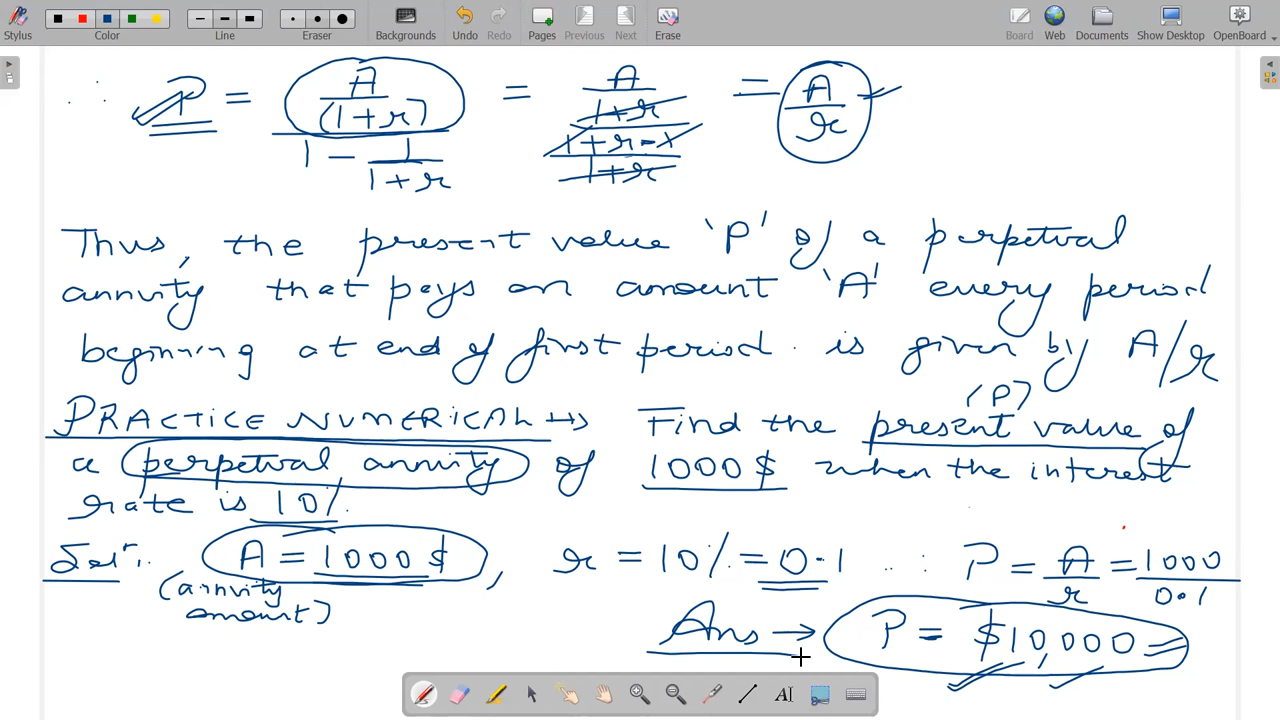 Stylus Color Line Eraser Backgrounds Undo Redo Pages Previous Next Erase Board Web Documents Show Desktop OpenBoard
∴ P = (A/(1+r))/(1 - 1/(1+r)) = (A/(1+r))/((1+r-1)/(1+r)) = A/r
Thus, the present value 'P' of a perpetual
annuity that pays an amount 'A' every period
beginning at end of first period. is given by A/r
(P)
PRACTICE NUMERICAL ↦ Find the present value of
a perpetual annuity of 1000$ when the interest
rate is 10%.
Solⁿ: A = 1000 $, r = 10% = 0.1 ∴ P = A/r = 1000/0.1
(annuity
amount)
Ans → P = $10,000